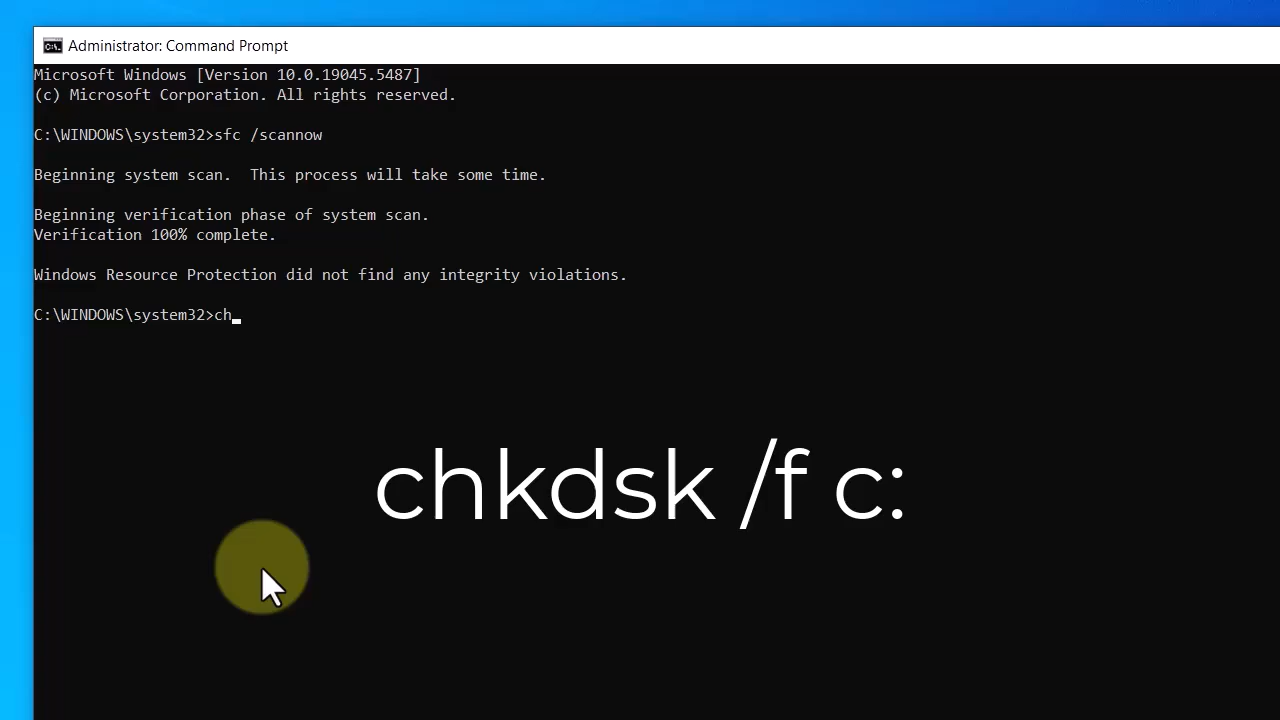 Administrator: Command Prompt
Microsoft Windows [Version 10.0.19045.5487]
(c) Microsoft Corporation. All rights reserved.
C:\WINDOWS\system32>sfc /scannow
Beginning system scan.  This process will take some time.
Beginning verification phase of system scan.
Verification 100% complete.
Windows Resource Protection did not find any integrity violations.
C:\WINDOWS\system32>ch
chkdsk /f c: